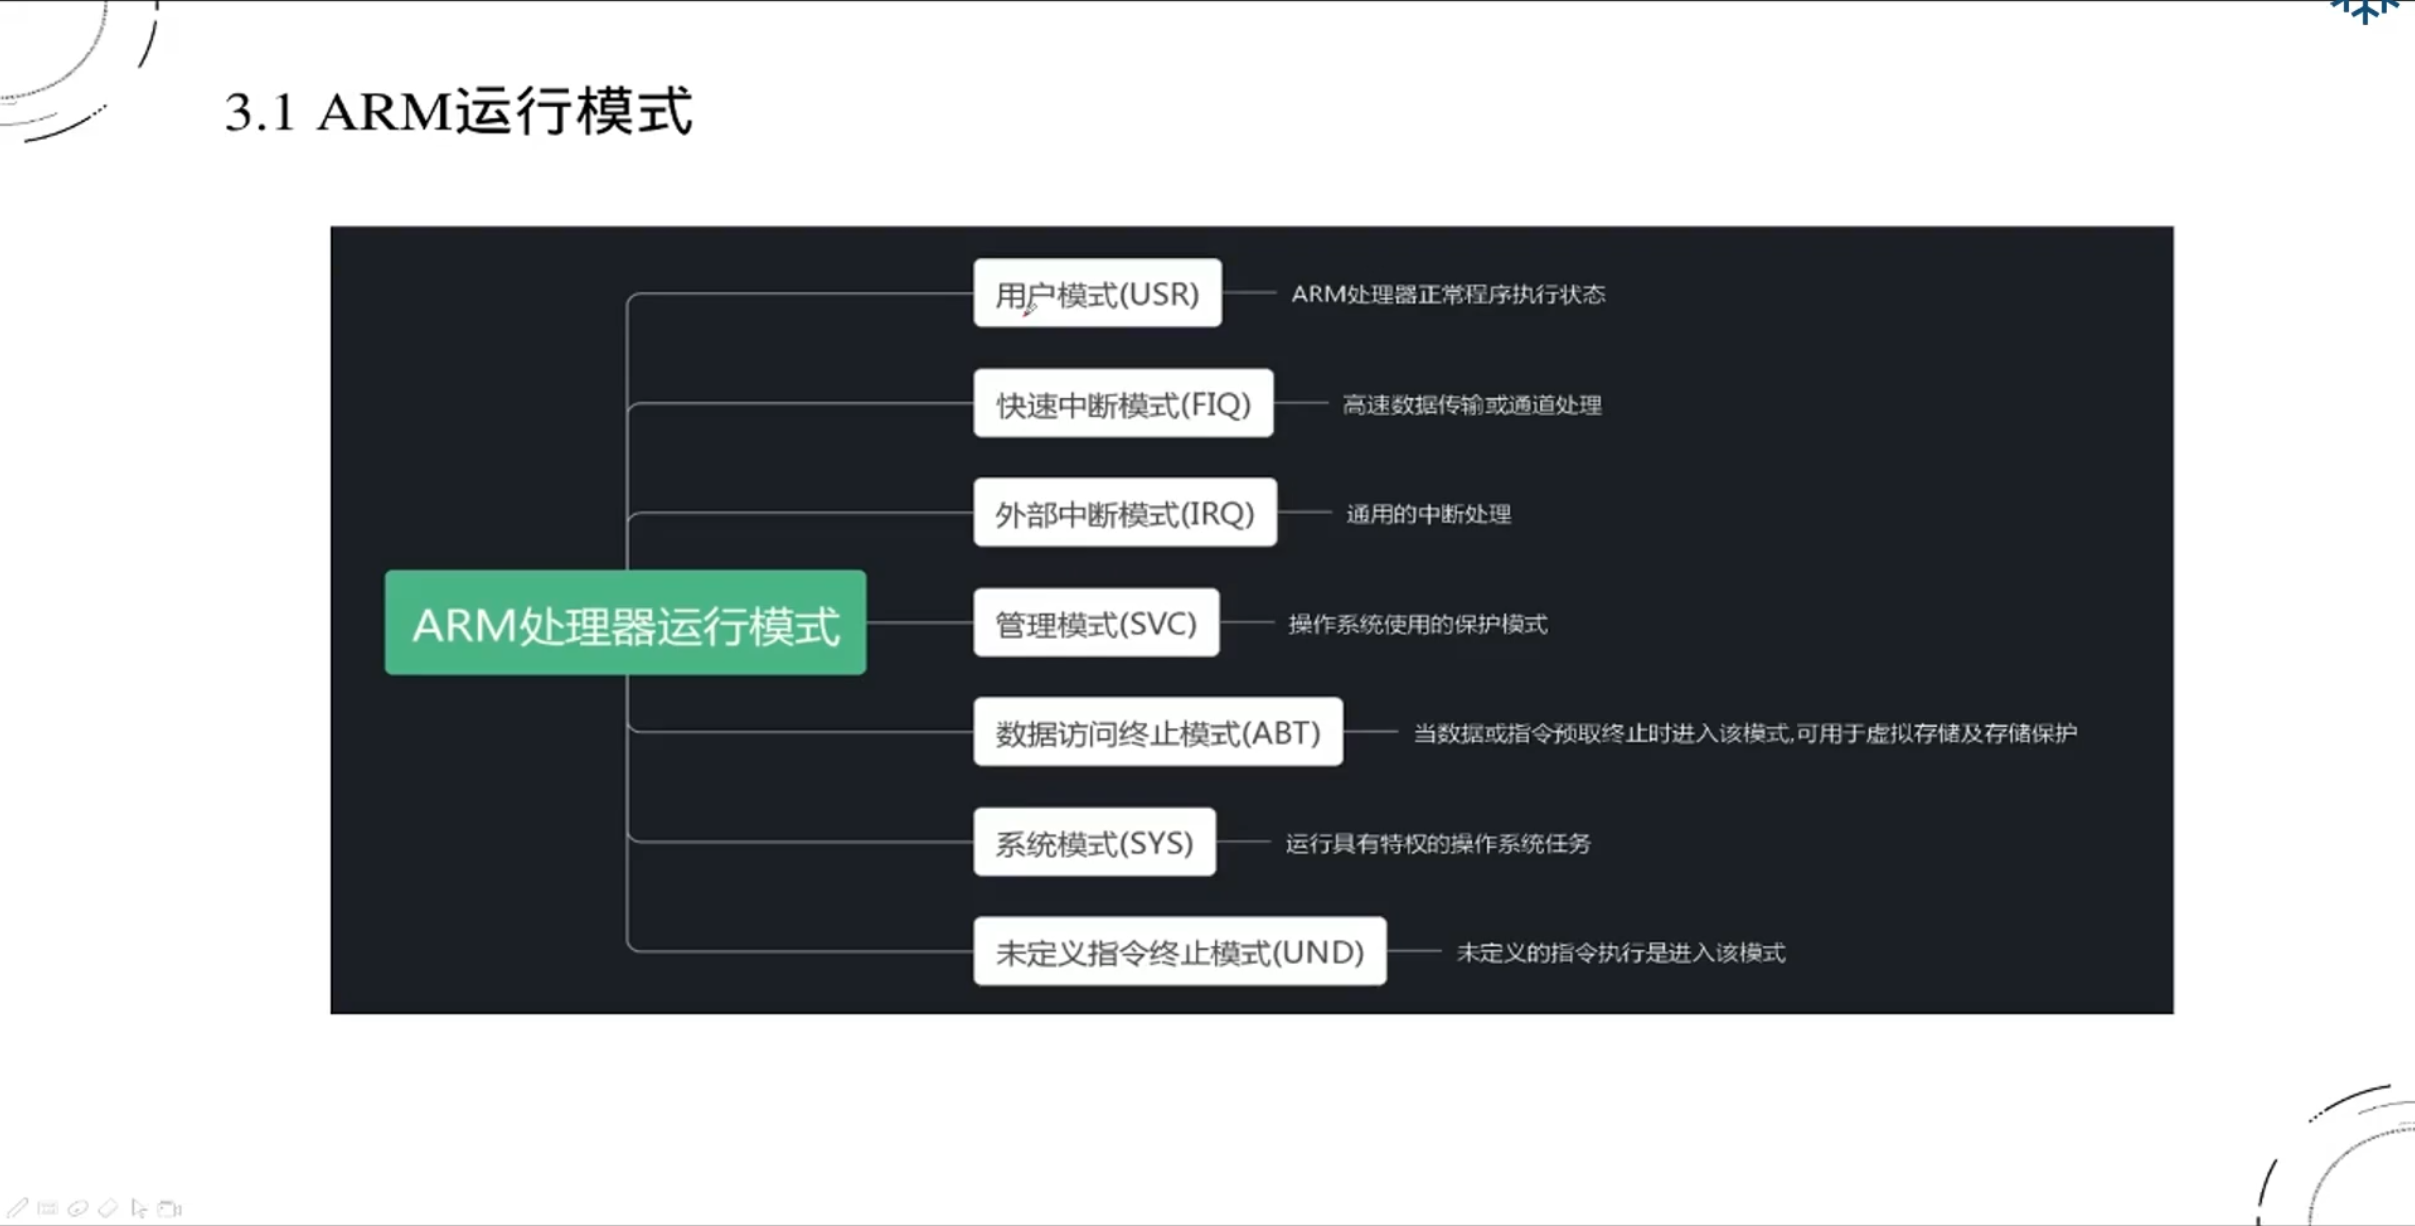 3.1 ARM运行模式
ARM处理器运行模式
用户模式(USR)
ARM处理器正常程序执行状态
快速中断模式(FIQ)
高速数据传输或通道处理
外部中断模式(IRQ)
通用的中断处理
管理模式(SVC)
操作系统使用的保护模式
数据访问终止模式(ABT)
当数据或指令预取终止时进入该模式,可用于虚拟存储及存储保护
系统模式(SYS)
运行具有特权的操作系统任务
未定义指令终止模式(UND)
未定义的指令执行是进入该模式